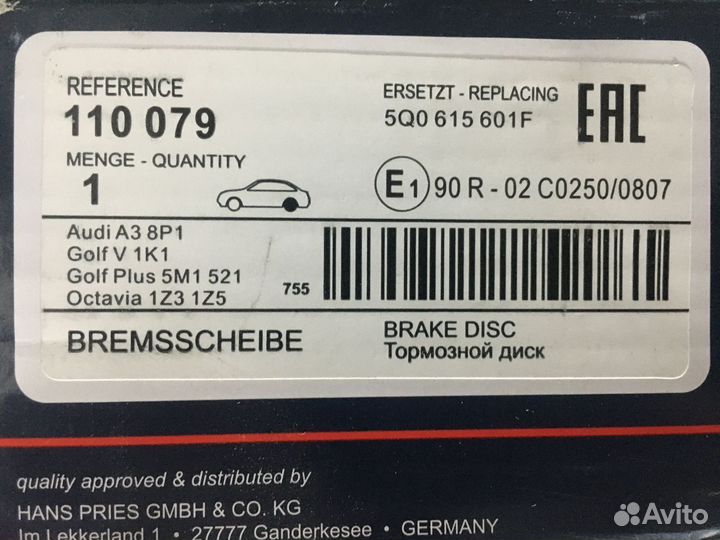 REFERENCE
110 079
ERSETZT - REPLACING
5Q0 615 601F
EAC
MENGE - QUANTITY
1
E1 90 R - 02 C0250/0807
Audi A3 8P1
Golf V 1K1
Golf Plus 5M1 521
Octavia 1Z3 1Z5
755
BREMSSCHEIBE
BRAKE DISC
Тормозной диск
quality approved & distributed by
HANS PRIES GMBH & CO. KG
Im Lekkerland 1 • 27777 Ganderkesee • GERMANY
Avito